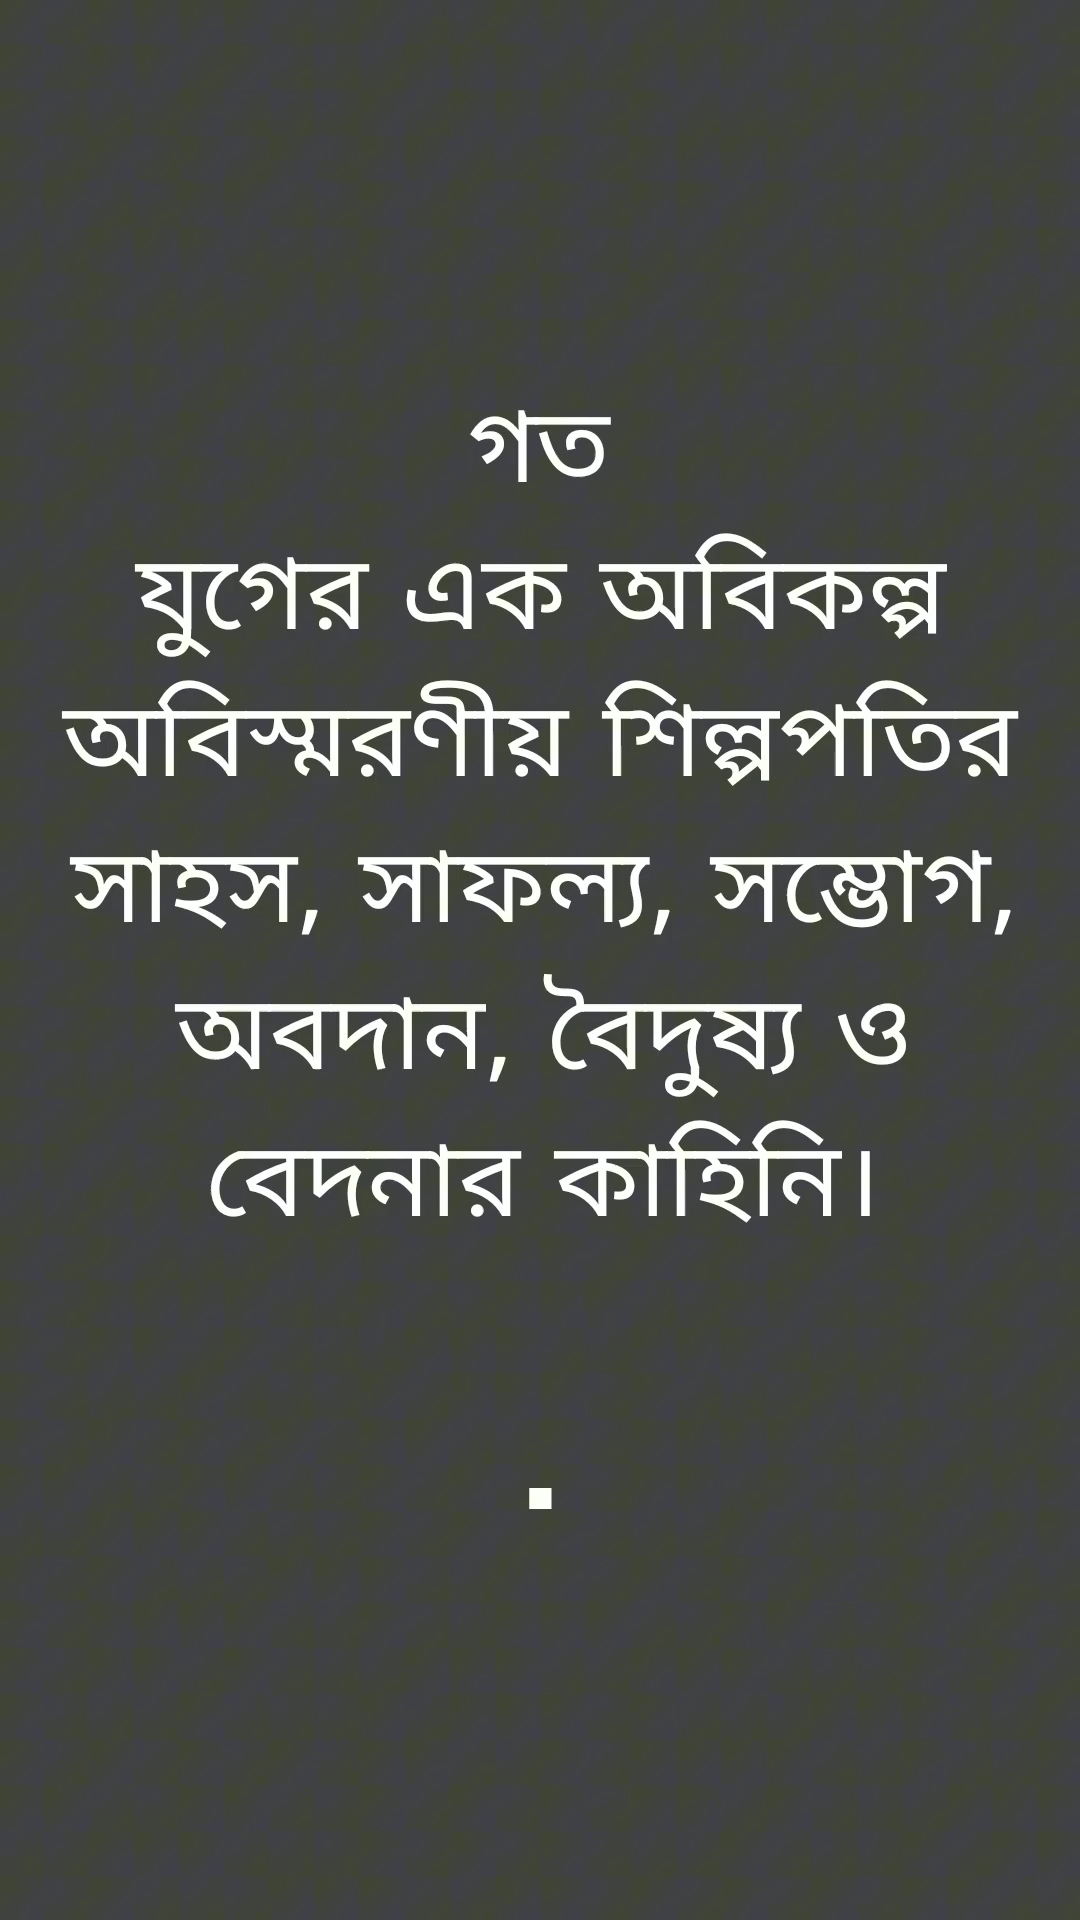 গত
যুগের এক অবিকল্প
অবিস্মরণীয় শিল্পপতির
সাহস, সাফল্য, সম্ভোগ,
অবদান, বৈদুষ্য ও
বেদনার কাহিনি।
.